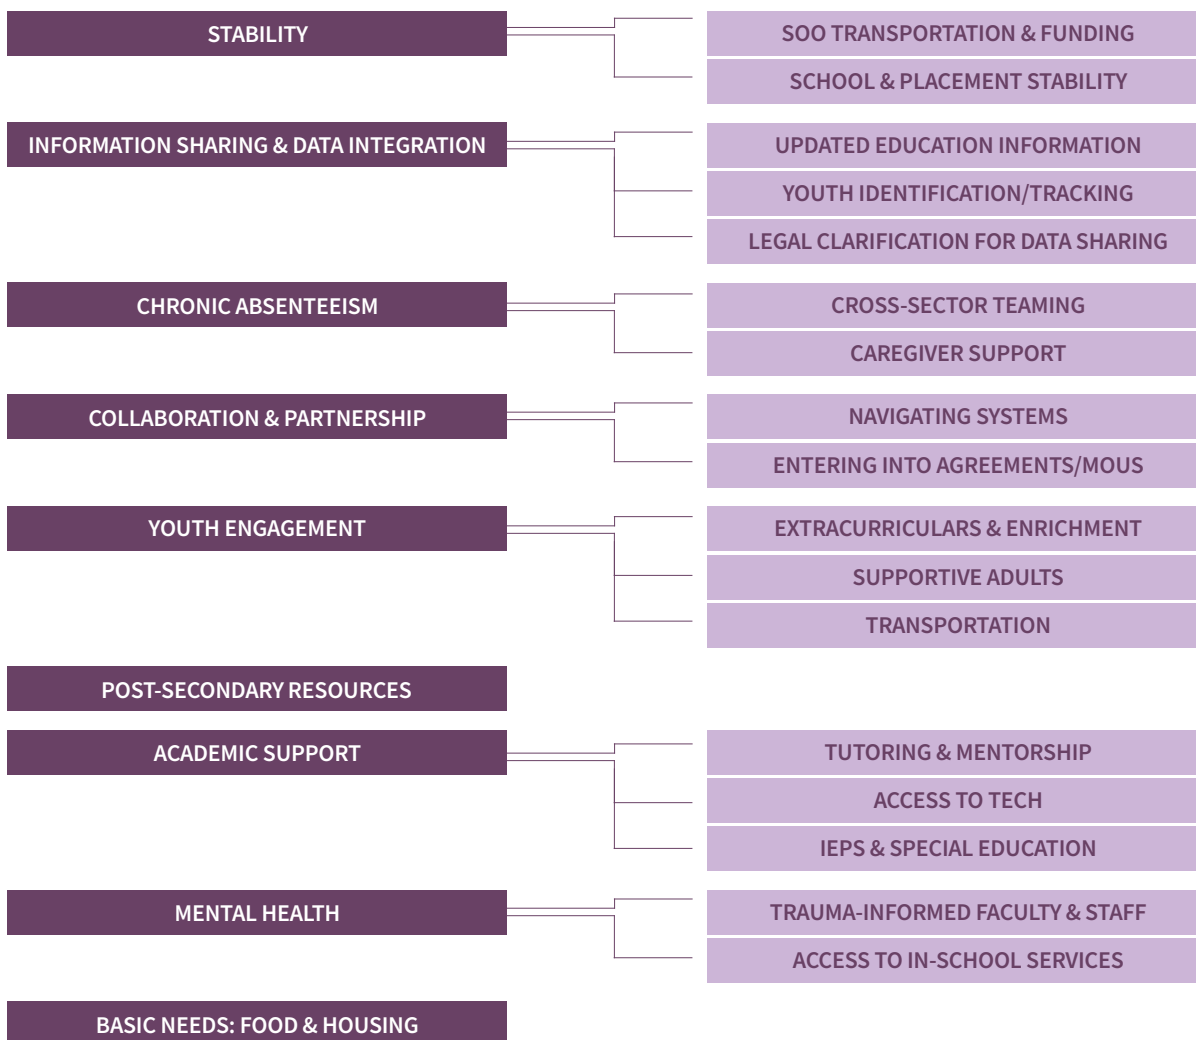 STABILITY
SOO TRANSPORTATION & FUNDING
SCHOOL & PLACEMENT STABILITY
INFORMATION SHARING & DATA INTEGRATION
UPDATED EDUCATION INFORMATION
YOUTH IDENTIFICATION/TRACKING
LEGAL CLARIFICATION FOR DATA SHARING
CHRONIC ABSENTEEISM
CROSS-SECTOR TEAMING
CAREGIVER SUPPORT
COLLABORATION & PARTNERSHIP
NAVIGATING SYSTEMS
ENTERING INTO AGREEMENTS/MOUS
YOUTH ENGAGEMENT
EXTRACURRICULARS & ENRICHMENT
SUPPORTIVE ADULTS
TRANSPORTATION
POST-SECONDARY RESOURCES
ACADEMIC SUPPORT
TUTORING & MENTORSHIP
ACCESS TO TECH
IEPS & SPECIAL EDUCATION
MENTAL HEALTH
TRAUMA-INFORMED FACULTY & STAFF
ACCESS TO IN-SCHOOL SERVICES
BASIC NEEDS: FOOD & HOUSING